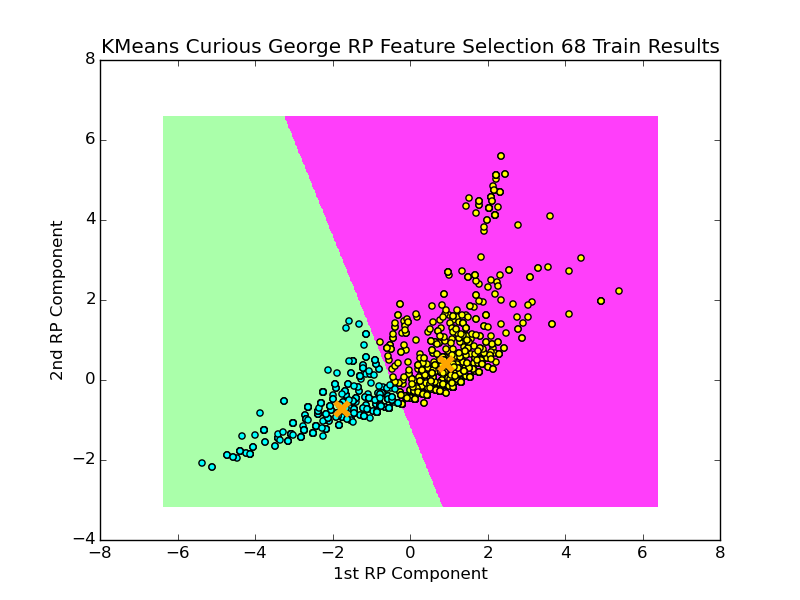 KMeans Curious George RP Feature Selection 68 Train Results
8
6
4
2
0
−2
−4
2nd RP Component
−8 −6 −4 −2 0 2 4 6 8
1st RP Component